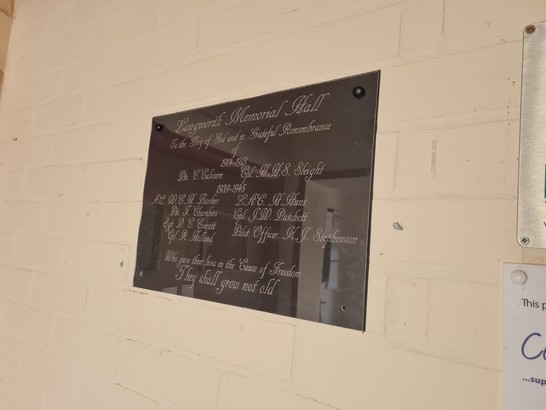 Langworth Memorial Hall
To the Glory of God and in Grateful Remembrance
of
1914-1918
Pte. C. Cuburn Cpl. H.H.S. Sleight
1939-1945
A.C. W.E.H. Barker L.A.C. H. Hunt
Pte. F. Chambers Cpl. J.W. Patchett
Sgt. P. C. Everett Pilot Officer. K.J. Stephenson
Cpl. R. Holland
Who gave their lives in the Cause of Freedom
They shall grow not old
This p
...sup